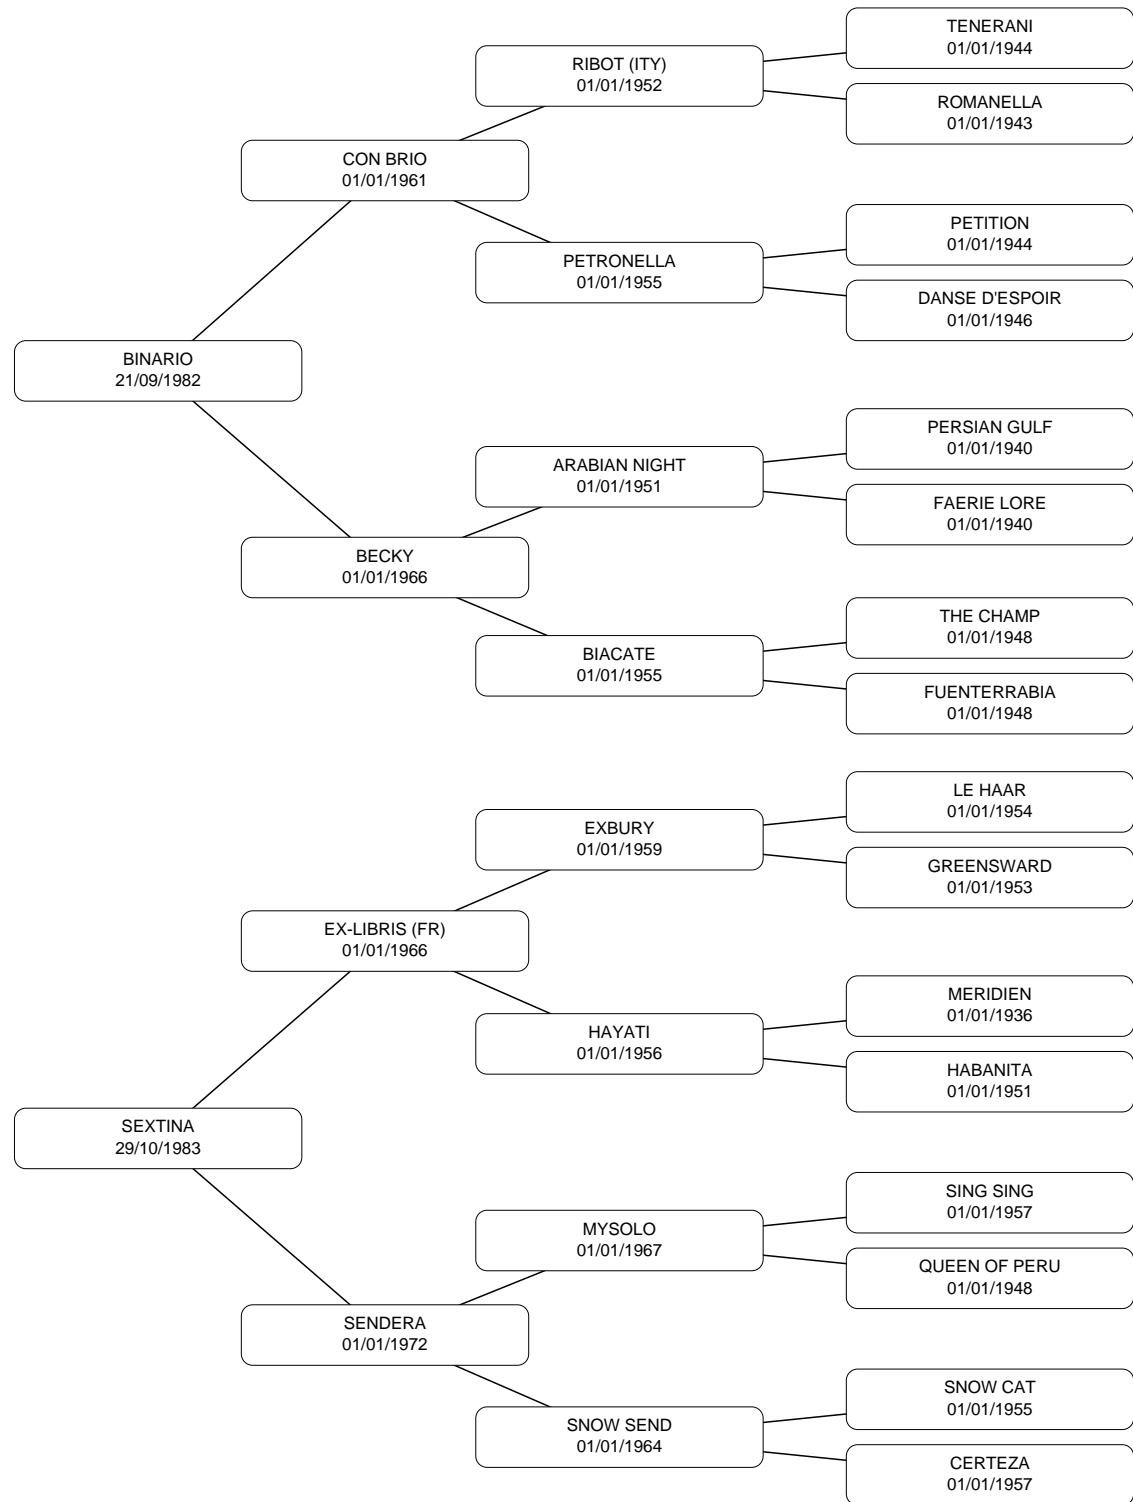 TENERANI
01/01/1944
RIBOT (ITY)
01/01/1952
ROMANELLA
01/01/1943
CON BRIO
01/01/1961
PETITION
01/01/1944
PETRONELLA
01/01/1955
DANSE D'ESPOIR
01/01/1946
BINARIO
21/09/1982
PERSIAN GULF
01/01/1940
ARABIAN NIGHT
01/01/1951
FAERIE LORE
01/01/1940
BECKY
01/01/1966
THE CHAMP
01/01/1948
BIACATE
01/01/1955
FUENTERRABIA
01/01/1948
LE HAAR
01/01/1954
EXBURY
01/01/1959
GREENSWARD
01/01/1953
EX-LIBRIS (FR)
01/01/1966
MERIDIEN
01/01/1936
HAYATI
01/01/1956
HABANITA
01/01/1951
SEXTINA
29/10/1983
SING SING
01/01/1957
MYSOLO
01/01/1967
QUEEN OF PERU
01/01/1948
SENDERA
01/01/1972
SNOW CAT
01/01/1955
SNOW SEND
01/01/1964
CERTEZA
01/01/1957